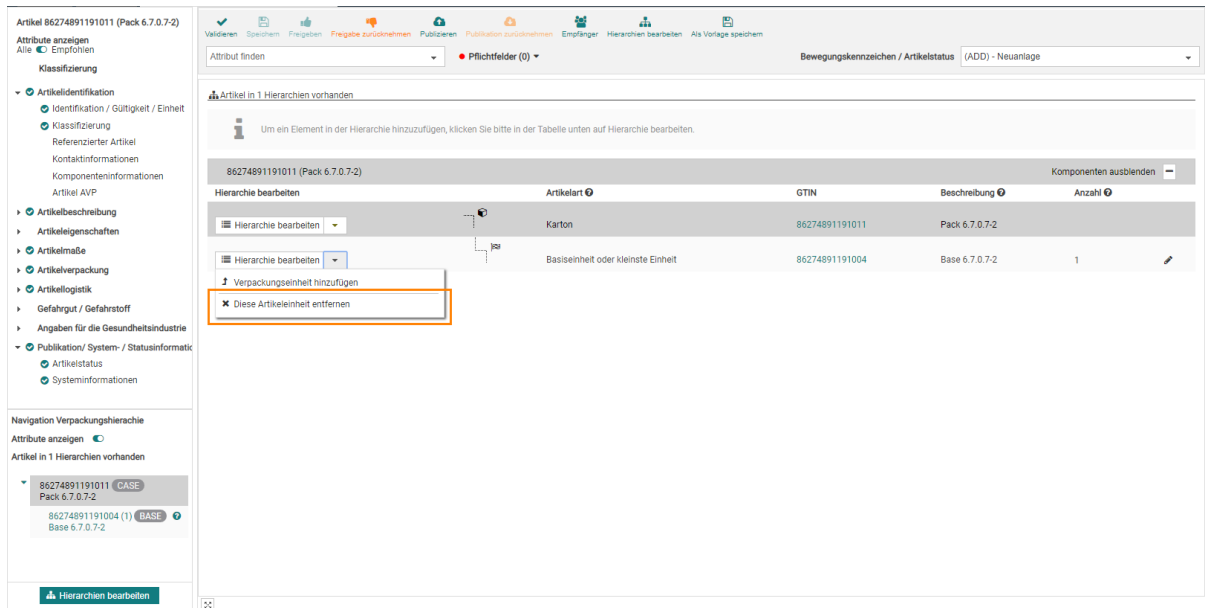 Artikel 86274891191011 (Pack 6.7.0.7-2)
Attribute anzeigen
Alle Empfohlen
Klassifizierung
Artikelidentifikation
Identifikation / Gültigkeit / Einheit
Klassifizierung
Referenzierter Artikel
Kontaktinformationen
Komponenteninformationen
Artikel AVP
Artikelbeschreibung
Artikeleigenschaften
Artikelmaße
Artikelverpackung
Artikellogistik
Gefahrgut / Gefahrstoff
Angaben für die Gesundheitsindustrie
Publikation/ System- / Statusinformatic
Artikelstatus
Systeminformationen
Navigation Verpackungshierachie
Attribute anzeigen
Artikel in 1 Hierarchien vorhanden
86274891191011 CASE
Pack 6.7.0.7-2
86274891191004 (1) BASE
Base 6.7.0.7-2
Hierarchien bearbeiten
Validieren Speichern Freigeben Freigabe zurücknehmen Publizieren Publikation zurücknehmen Empfänger Hierarchien bearbeiten Als Vorlage speichern
Attribut finden Pflichtfelder (0) Bewegungskennzeichen / Artikelstatus (ADD) - Neuanlage
Artikel in 1 Hierarchien vorhanden
Um ein Element in der Hierarchie hinzuzufügen, klicken Sie bitte in der Tabelle unten auf Hierarchie bearbeiten.
86274891191011 (Pack 6.7.0.7-2) Komponenten ausblenden
Hierarchie bearbeiten Artikelart GTIN Beschreibung Anzahl
Hierarchie bearbeiten Karton 86274891191011 Pack 6.7.0.7-2
Hierarchie bearbeiten Basiseinheit oder kleinste Einheit 86274891191004 Base 6.7.0.7-2 1
Verpackungseinheit hinzufügen
Diese Artikeleinheit entfernen